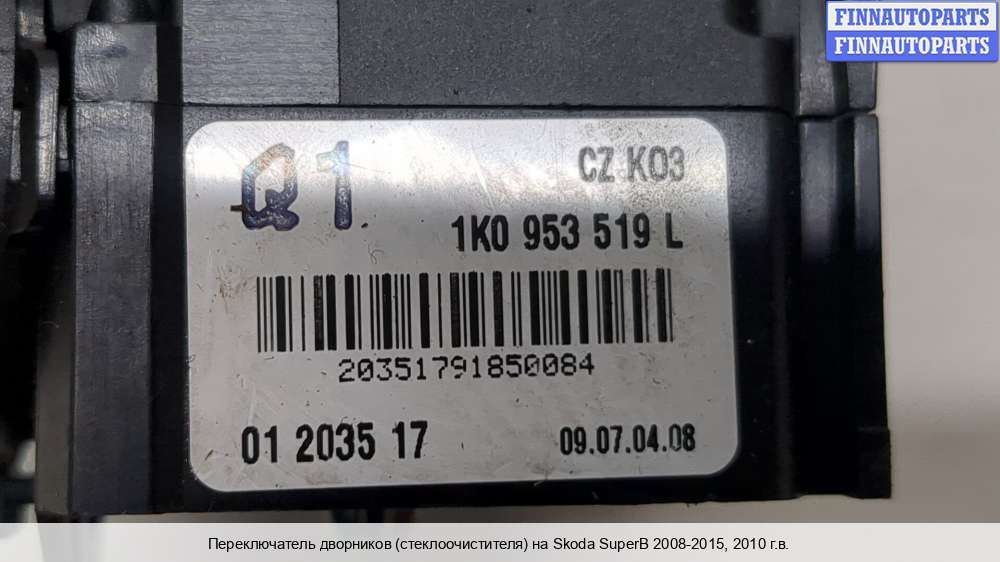 FINNAUTOPARTS
FINNAUTOPARTS
Q1
CZ K03
1K0 953 519 L
20351791850084
01 2035 17
09.07.04.08
Переключатель дворников (стеклоочистителя) на Skoda SuperB 2008-2015, 2010 г.в.